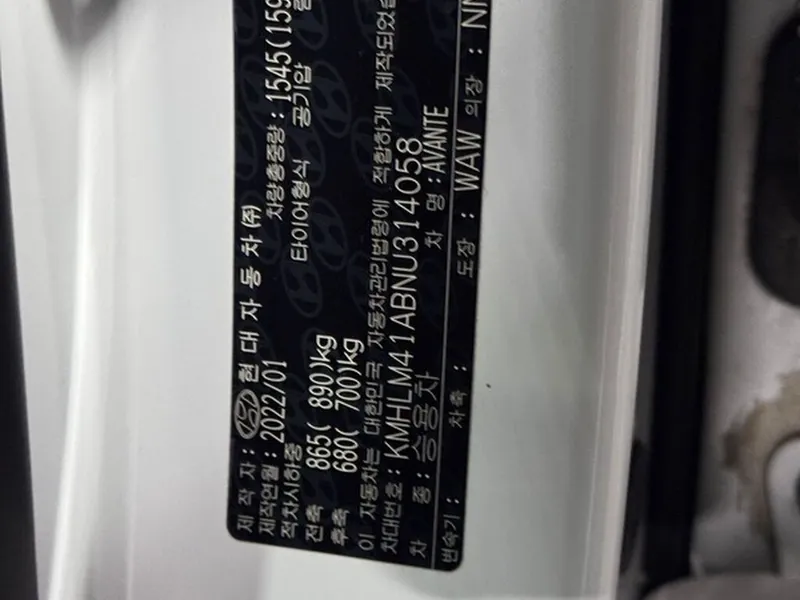 제 작 자 : 현 대 자 동 차 (주)
제작연월 : 2022/01 차량총중량 : 1545(159
적차시하중 타이어형식 공기압
전축 865( 890)kg
후축 680( 700)kg
이 자동차는 대한민국 자동차관리법령에 적합하게 제작되었습
차대번호 : KMHLM41ABNU314058
차 종 : 승용차 차 명 : AVANTE
변속기 : 차축 : 도장 : WAW 의장 : NN